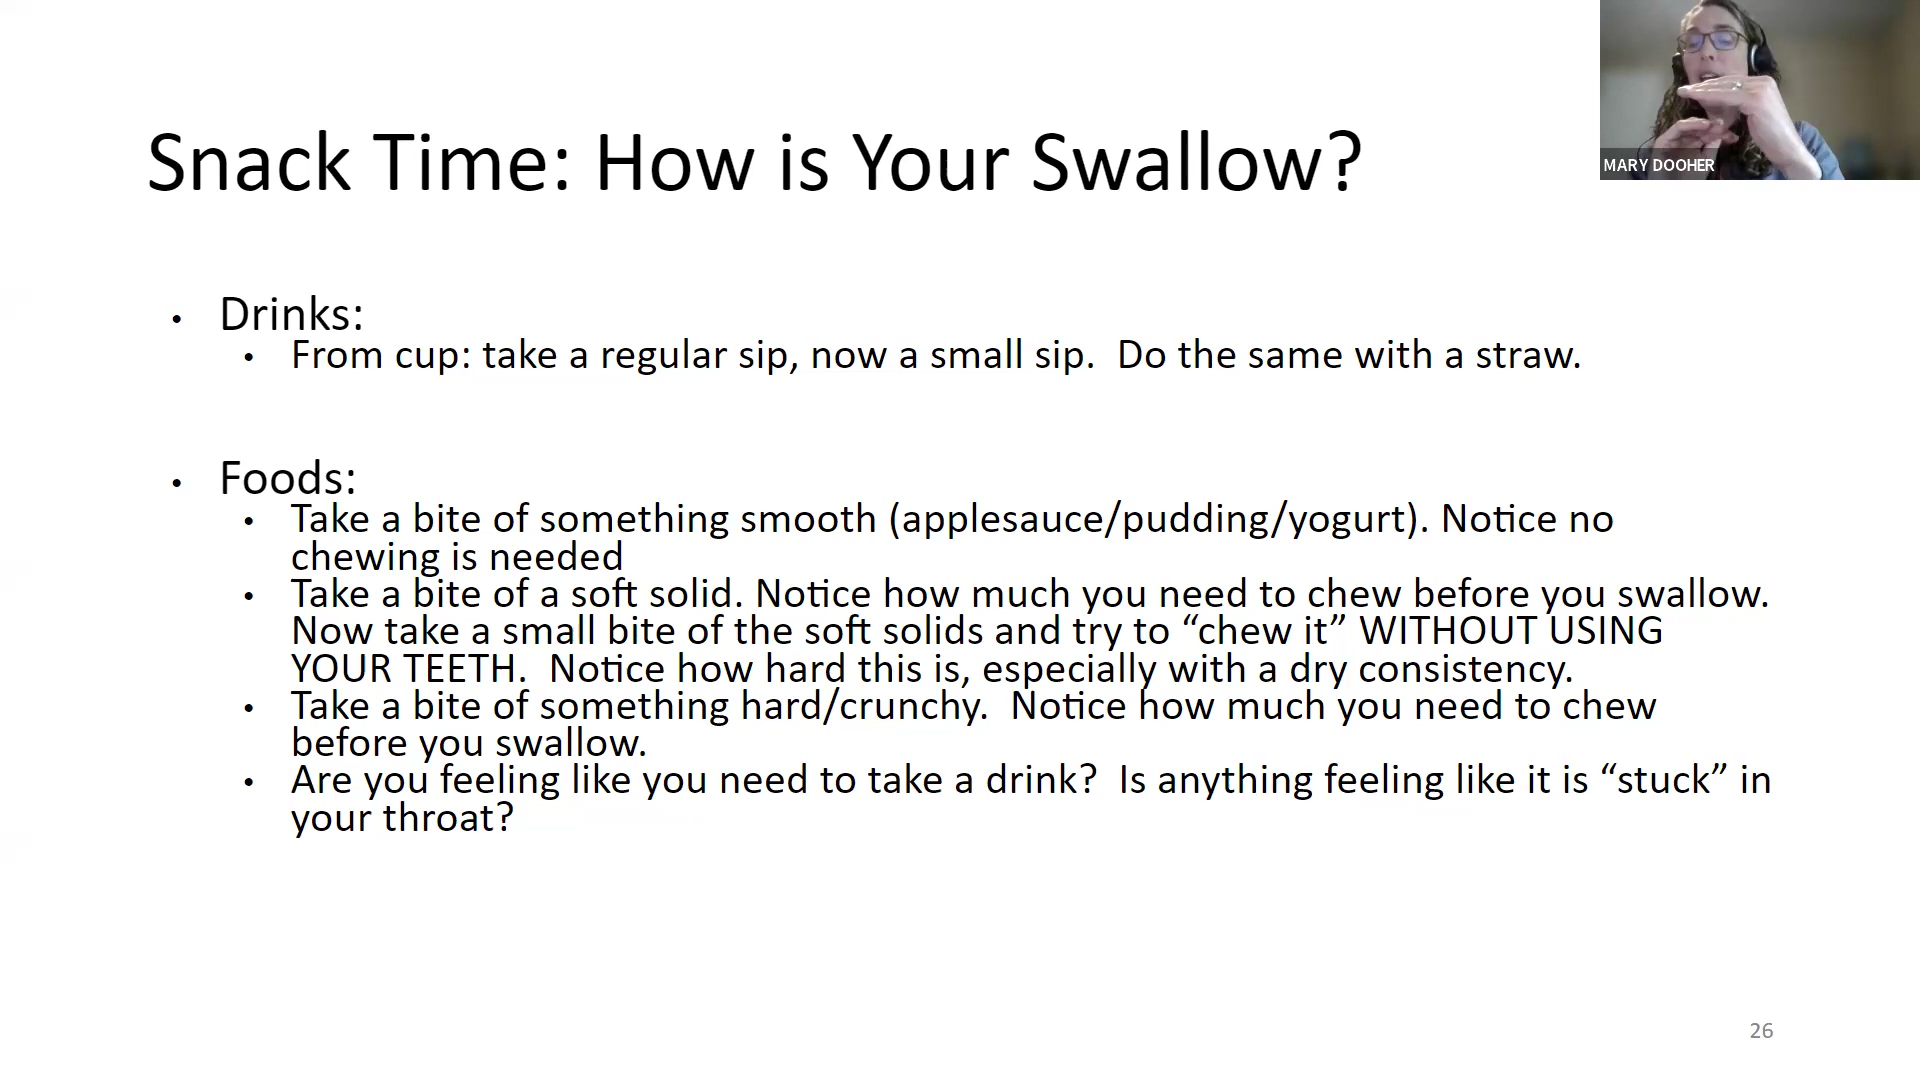 MARY DOOHER
Snack Time: How is Your Swallow?
• Drinks:
• From cup: take a regular sip, now a small sip.  Do the same with a straw.
• Foods:
• Take a bite of something smooth (applesauce/pudding/yogurt). Notice no
chewing is needed
• Take a bite of a soft solid. Notice how much you need to chew before you swallow.
Now take a small bite of the soft solids and try to “chew it” WITHOUT USING
YOUR TEETH.  Notice how hard this is, especially with a dry consistency.
• Take a bite of something hard/crunchy.  Notice how much you need to chew
before you swallow.
• Are you feeling like you need to take a drink?  Is anything feeling like it is “stuck” in
your throat?
26